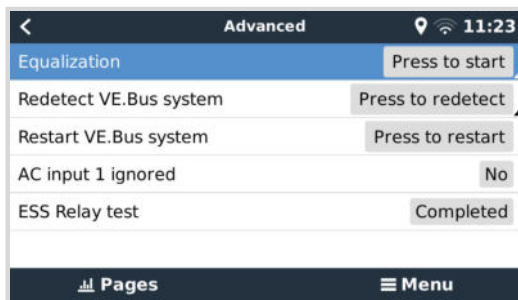 Advanced 11:23
Equalization Press to start
Redetect VE.Bus system Press to redetect
Restart VE.Bus system Press to restart
AC input 1 ignored No
ESS Relay test Completed
Pages Menu